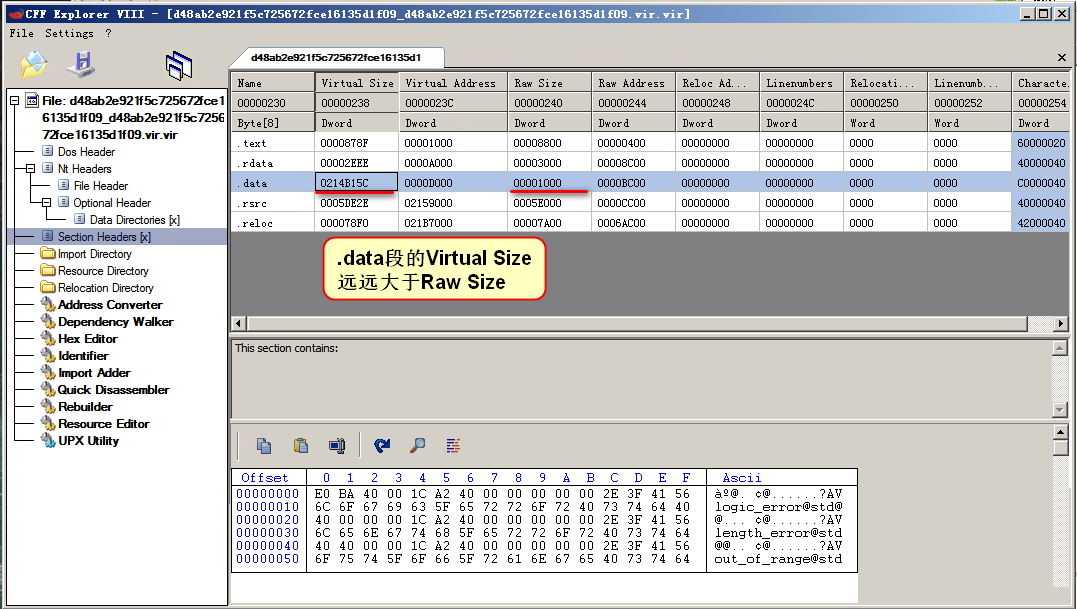 CFF Explorer VIII - [d48ab2e921f5c725672fce16135d1f09_d48ab2e921f5c725672fce16135d1f09.vir.vir]
File Settings ?
d48ab2e921f5c725672fce16135d1
File: d48ab2e921f5c725672fce1
6135d1f09_d48ab2e921f5c7256
72fce16135d1f09.vir.vir
Dos Header
Nt Headers
File Header
Optional Header
Data Directories [x]
Section Headers [x]
Import Directory
Resource Directory
Relocation Directory
Address Converter
Dependency Walker
Hex Editor
Identifier
Import Adder
Quick Disassembler
Rebuilder
Resource Editor
UPX Utility
Name Virtual Size Virtual Address Raw Size Raw Address Reloc Ad... Linenumbers Relocati... Linenumb... Characte
00000230 00000238 0000023C 00000240 00000244 00000248 0000024C 00000250 00000252 00000254
Byte[8] Dword Dword Dword Dword Dword Dword Word Word Dword
.text 0000878F 00001000 00008800 00000400 00000000 00000000 0000 0000 60000020
.rdata 00002EEE 0000A000 00003000 00008C00 00000000 00000000 0000 0000 40000040
.data 0214B15C 0000D000 00001000 0000BC00 00000000 00000000 0000 0000 C0000040
.rsrc 0005DE2E 02159000 0005E000 0000CC00 00000000 00000000 0000 0000 40000040
.reloc 000078F0 021B7000 00007A00 0006AC00 00000000 00000000 0000 0000 42000040
.data段的Virtual Size
远远大于Raw Size
This section contains:
Offset 0 1 2 3 4 5 6 7 8 9 A B C D E F Ascii
00000000 E0 BA 40 00 1C A2 40 00 00 00 00 00 2E 3F 41 56 àº@. ¢@......?AV
00000010 6C 6F 67 69 63 5F 65 72 72 6F 72 40 73 74 64 40 logic_error@std@
00000020 40 00 00 00 1C A2 40 00 00 00 00 00 2E 3F 41 56 @... ¢@......?AV
00000030 6C 65 6E 67 74 68 5F 65 72 72 6F 72 40 73 74 64 length_error@std
00000040 40 40 00 00 1C A2 40 00 00 00 00 00 2E 3F 41 56 @@.. ¢@......?AV
00000050 6F 75 74 5F 6F 66 5F 72 61 6E 67 65 40 73 74 64 out_of_range@std